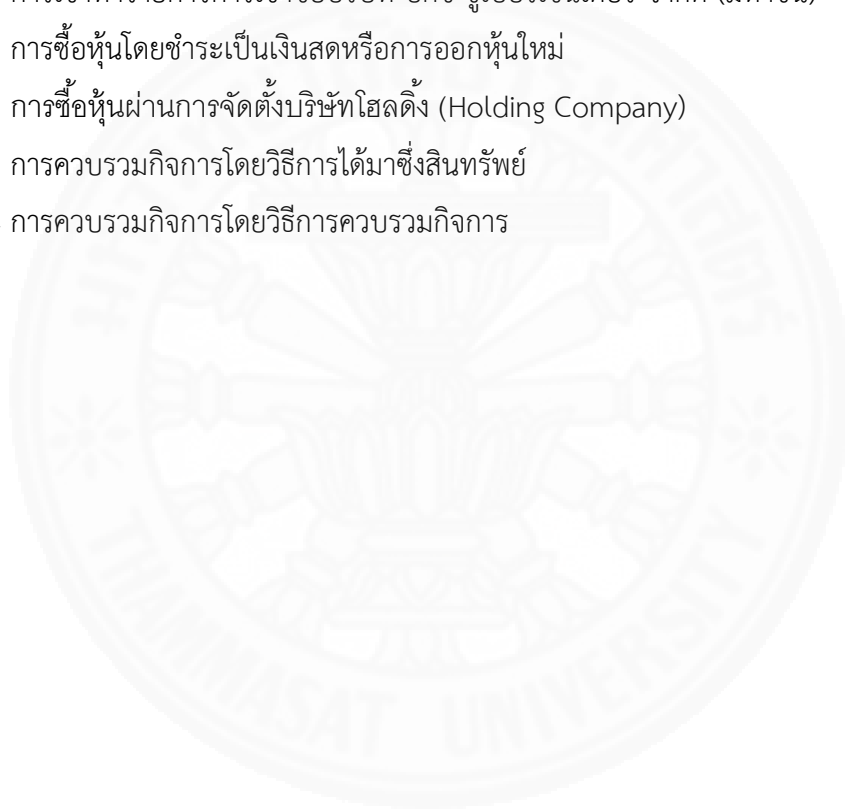 การซื้อหุ้นโดยชำระเป็นเงินสดหรือการออกหุ้นใหม่
การซื้อหุ้นผ่านการจัดตั้งบริษัทโฮลดิ้ง (Holding Company)
การควบรวมกิจการโดยวิธีการได้มาซึ่งสินทรัพย์
การควบรวมกิจการโดยวิธีการควบรวมกิจการ
THAMMASAT UNIVERSITY